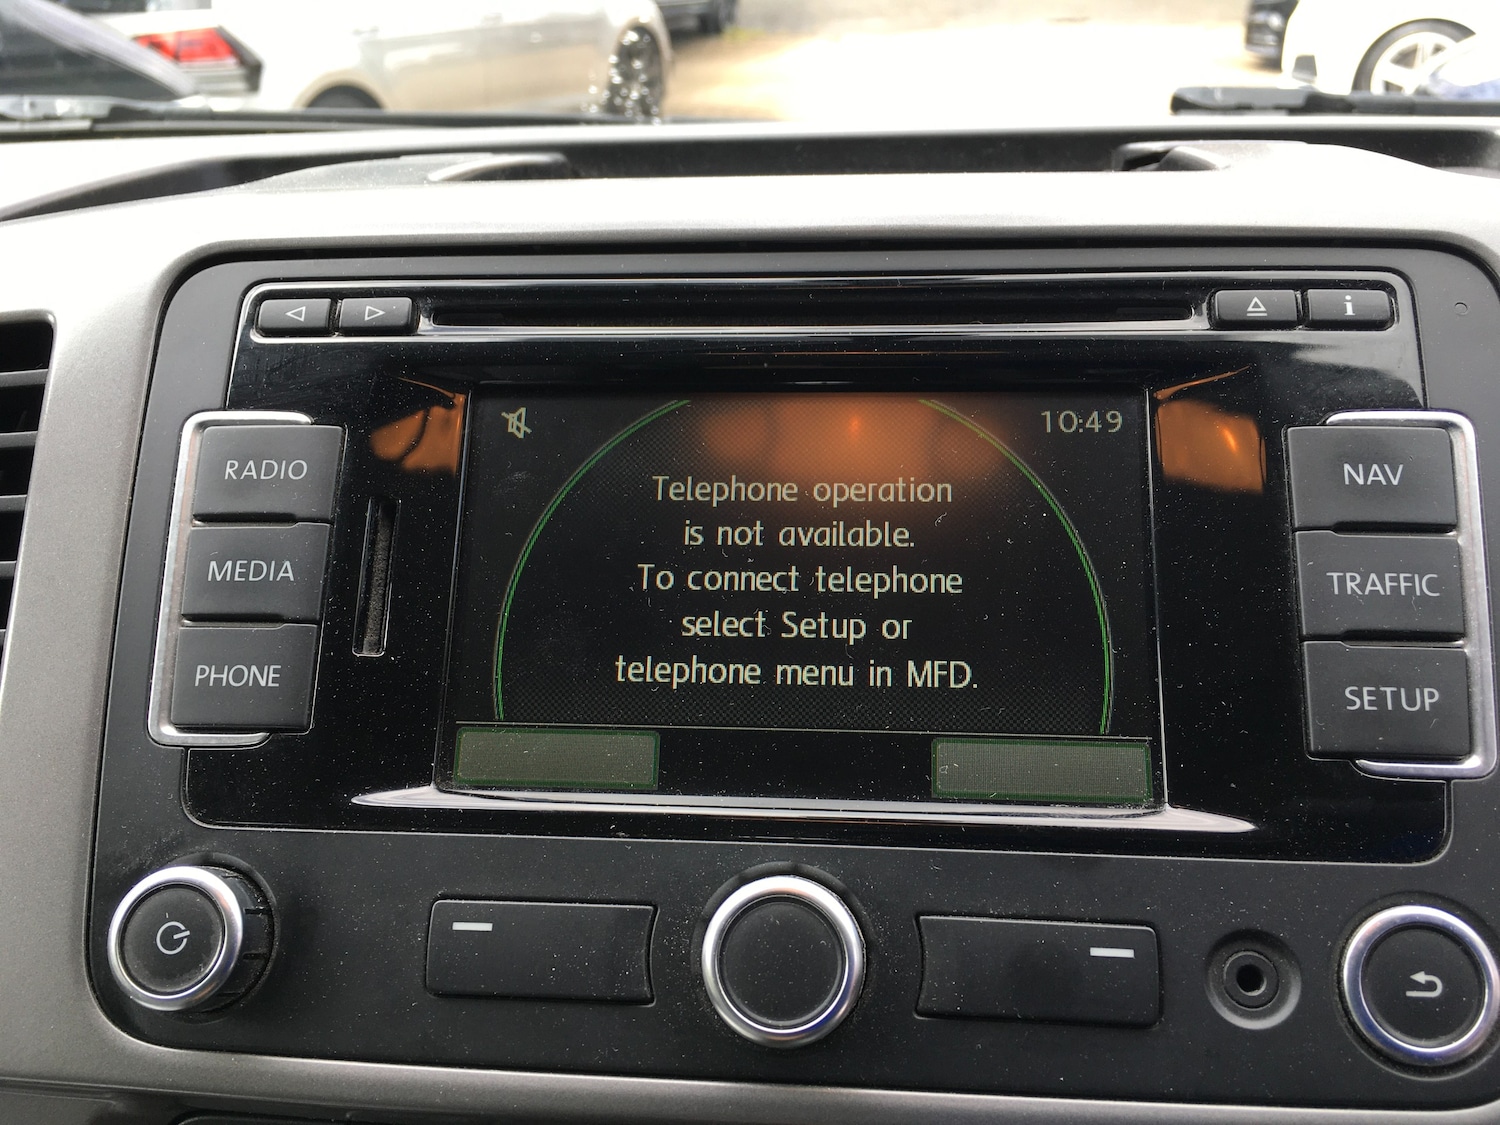 i
10:49
RADIO
MEDIA
PHONE
Telephone operation
is not available.
To connect telephone
select Setup or
telephone menu in MFD.
NAV
TRAFFIC
SETUP